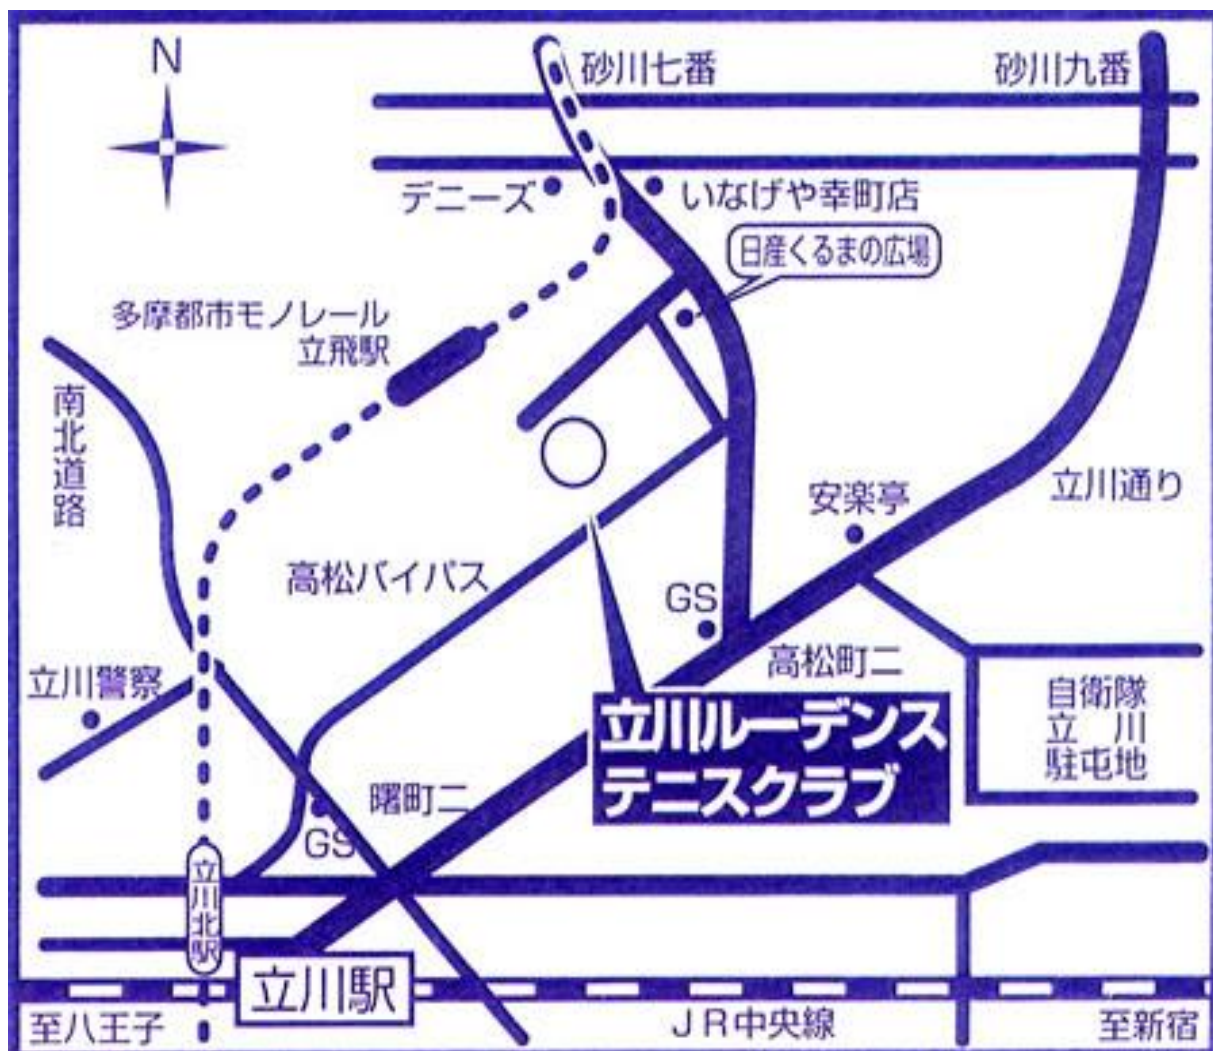 N
砂川七番
砂川九番
デニーズ
いなげや幸町店
日産くるまの広場
多摩都市モノレール
立飛駅
南北道路
立川通り
安楽亭
高松バイパス
GS
高松町二
立川警察
立川ルーデンス
テニスクラブ
自衛隊
立川
駐屯地
曙町二
GS
立川北駅
立川駅
至八王子
JR中央線
至新宿